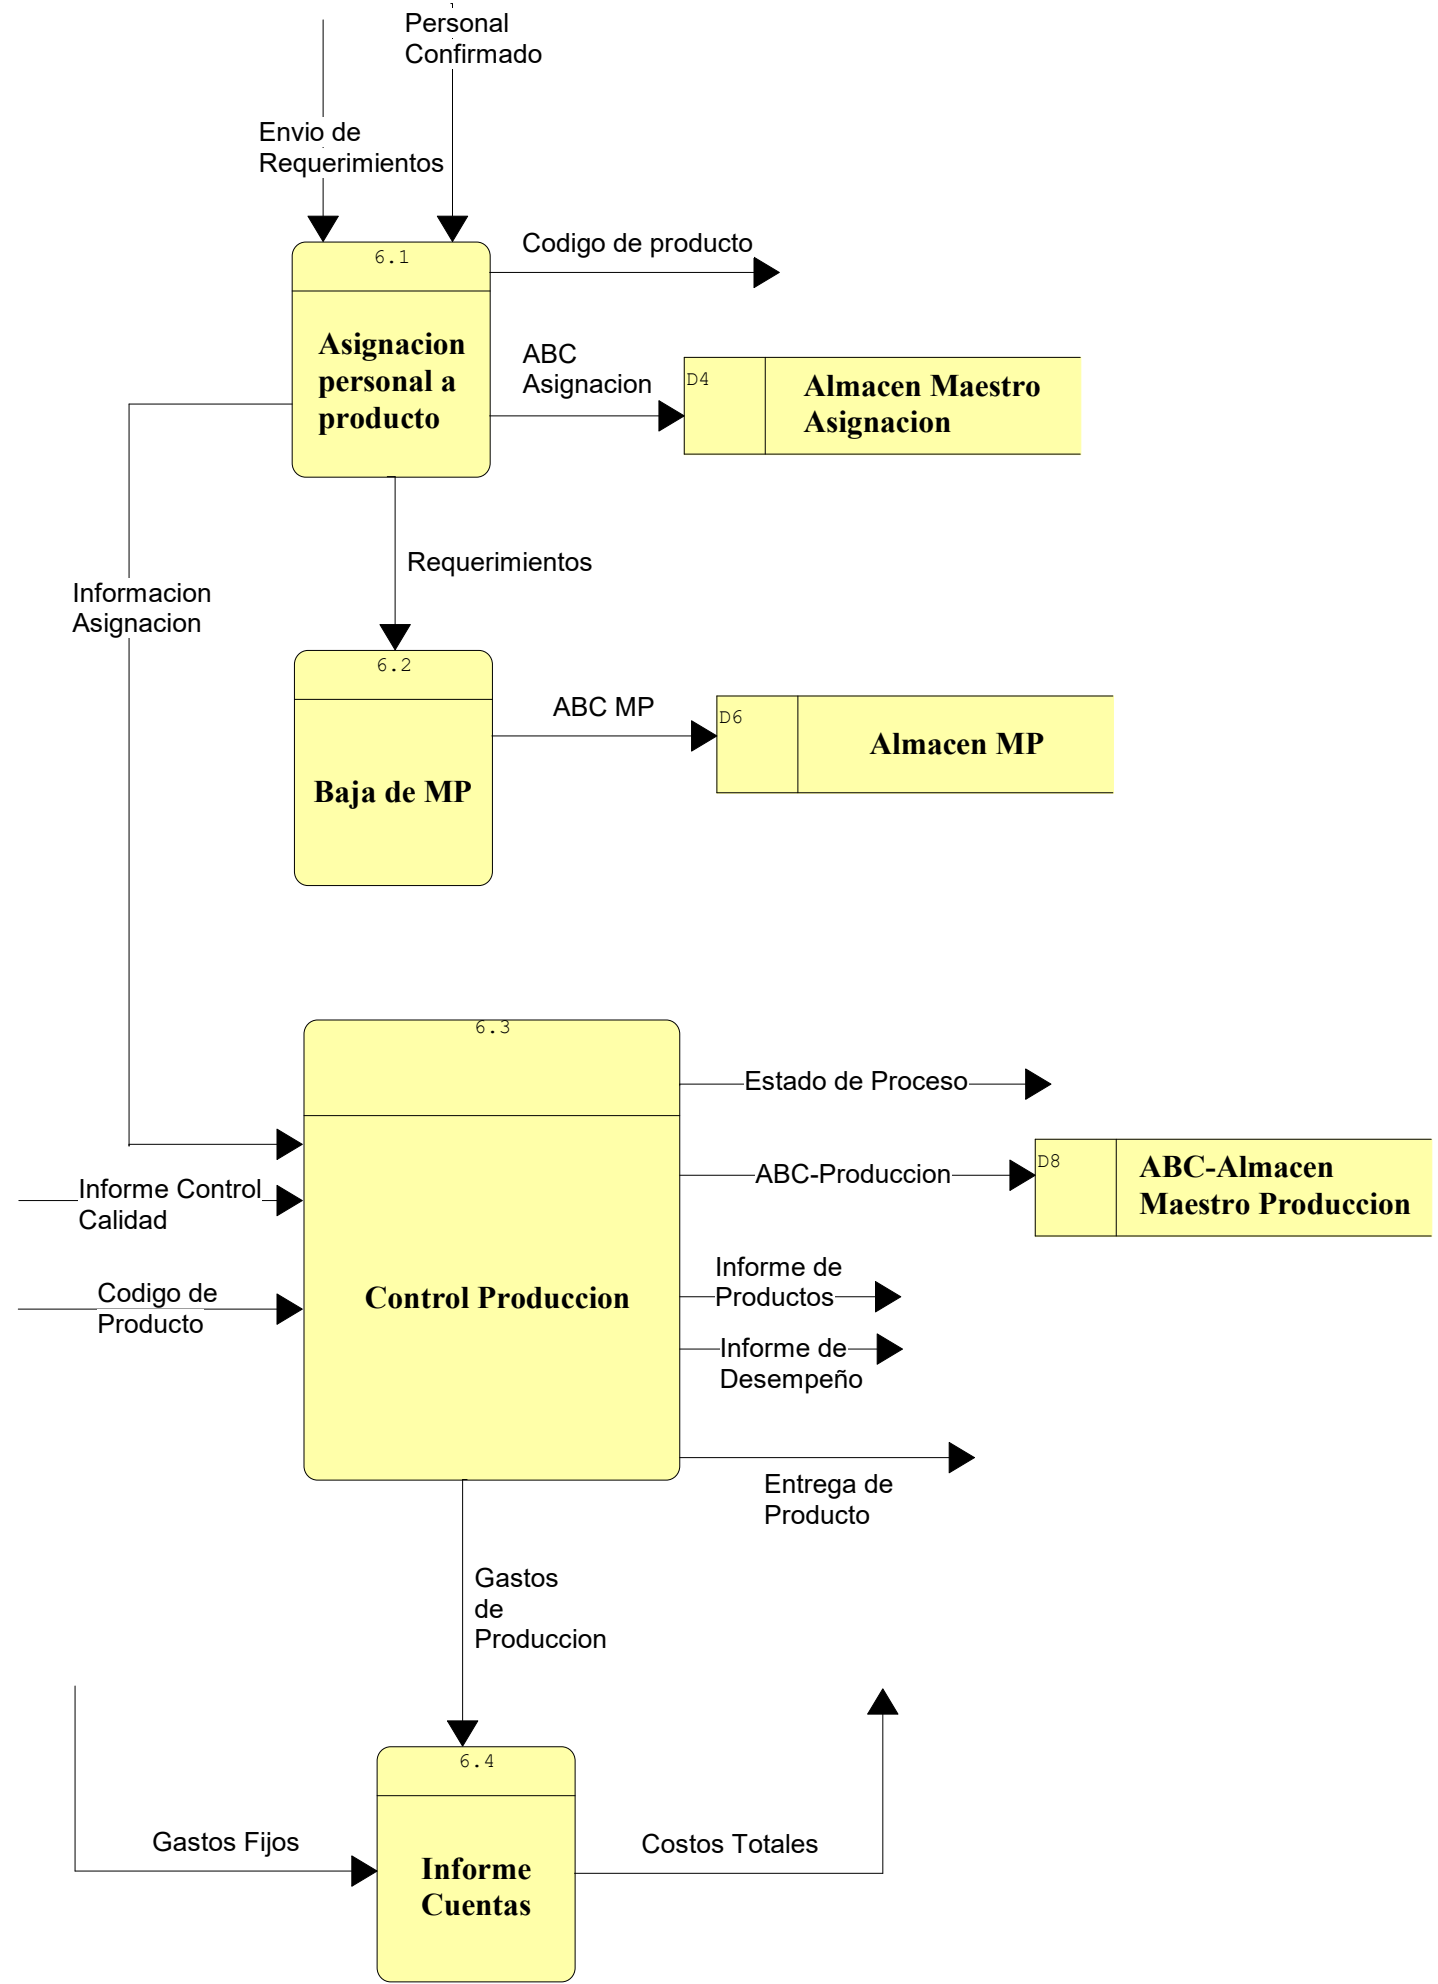 Personal
Confirmado
Envio de
Requerimientos
6.1
Asignacion
personal a
producto
Codigo de producto
ABC
Asignacion
D4
Almacen Maestro
Asignacion
Requerimientos
Informacion
Asignacion
6.2
Baja de MP
ABC MP
D6
Almacen MP
6.3
Control Produccion
Estado de Proceso
ABC-Produccion
D8
ABC-Almacen
Maestro Produccion
Informe Control
Calidad
Codigo de
Producto
Informe de
Productos
Informe de
Desempeño
Entrega de
Producto
Gastos
de
Produccion
6.4
Informe
Cuentas
Gastos Fijos
Costos Totales